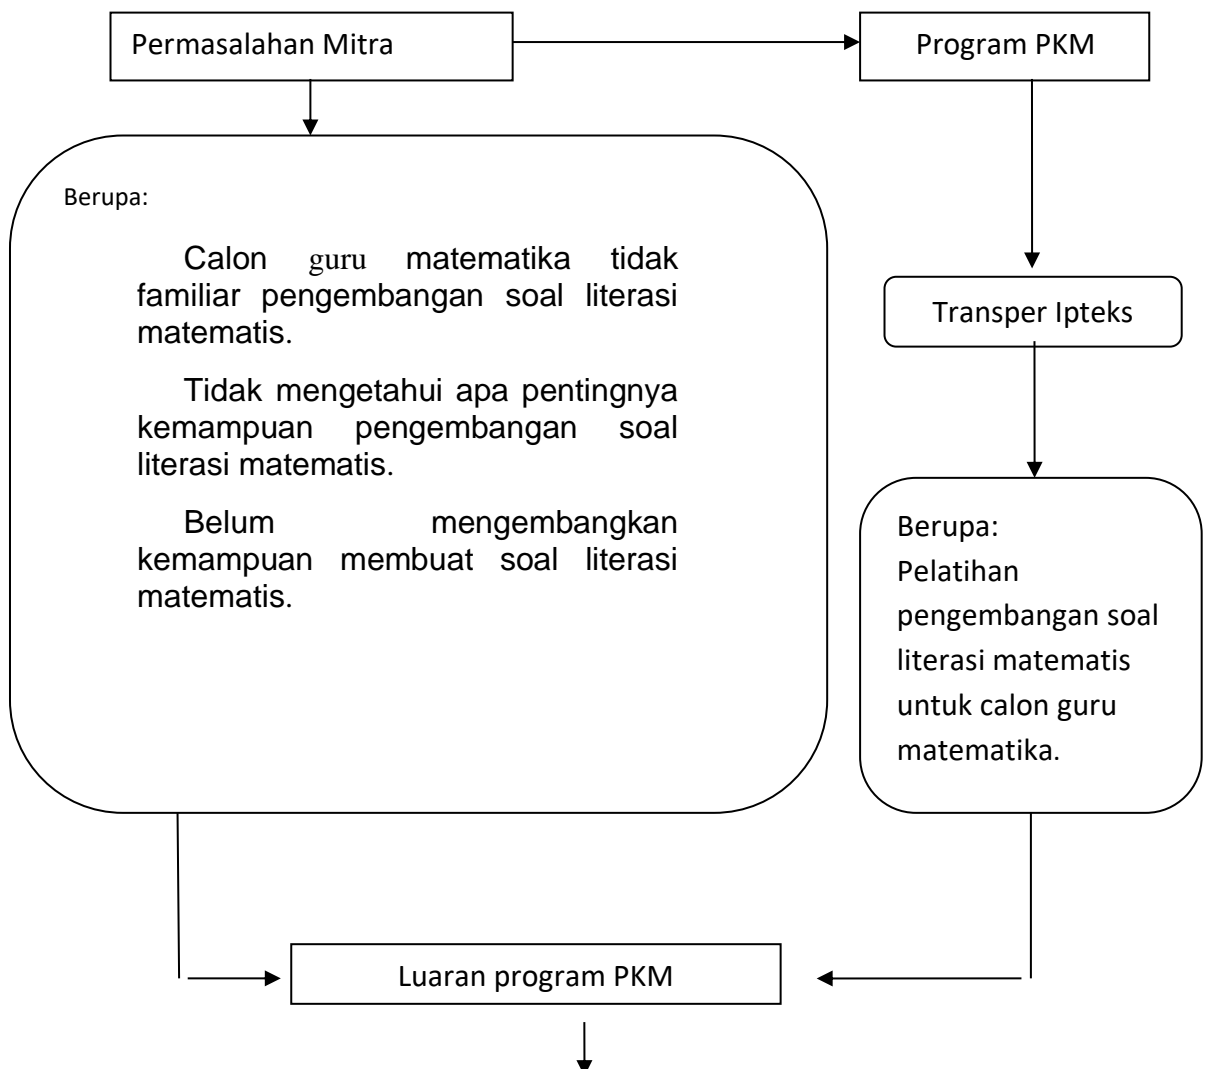 Permasalahan Mitra
Program PKM
Berupa:
Calon guru matematika tidak
familiar pengembangan soal literasi
matematis.
Tidak mengetahui apa pentingnya
kemampuan pengembangan soal
literasi matematis.
Belum mengembangkan
kemampuan membuat soal literasi
matematis.
Transper Ipteks
Berupa:
Pelatihan
pengembangan soal
literasi matematis
untuk calon guru
matematika.
Luaran program PKM